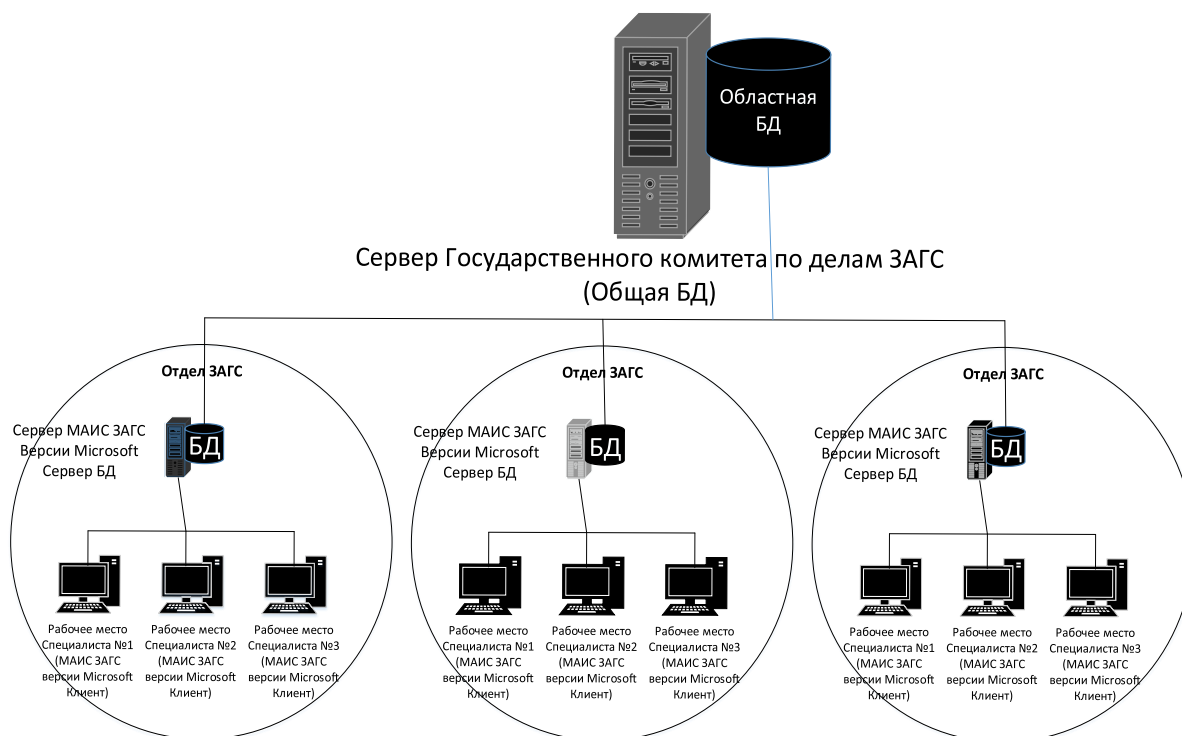 Областная
БД
Сервер Государственного комитета по делам ЗАГС
(Общая БД)
Отдел ЗАГС
Сервер МАИС ЗАГС
Версии Microsoft
Сервер БД
БД
Рабочее место
Специалиста №1
(МАИС ЗАГС
версии Microsoft
Клиент)
Рабочее место
Специалиста №2
(МАИС ЗАГС
версии Microsoft
Клиент)
Рабочее место
Специалиста №3
(МАИС ЗАГС
версии Microsoft
Клиент)
Отдел ЗАГС
Сервер МАИС ЗАГС
Версии Microsoft
Сервер БД
БД
Рабочее место
Специалиста №1
(МАИС ЗАГС
версии Microsoft
Клиент)
Рабочее место
Специалиста №2
(МАИС ЗАГС
версии Microsoft
Клиент)
Рабочее место
Специалиста №3
(МАИС ЗАГС
версии Microsoft
Клиент)
Отдел ЗАГС
Сервер МАИС ЗАГС
Версии Microsoft
Сервер БД
БД
Рабочее место
Специалиста №1
(МАИС ЗАГС
версии Microsoft
Клиент)
Рабочее место
Специалиста №2
(МАИС ЗАГС
версии Microsoft
Клиент)
Рабочее место
Специалиста №3
(МАИС ЗАГС
версии Microsoft
Клиент)